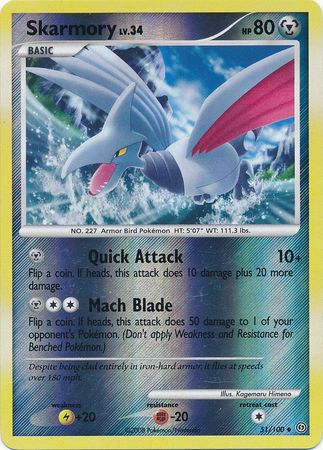 Skarmory LV.34 HP 80
BASIC
NO. 227 Armor Bird Pokémon HT: 5'07" WT: 111.3 lbs.
Quick Attack 10+
Flip a coin. If heads, this attack does 10 damage plus 20 more
damage.
Mach Blade
Flip a coin. If heads, this attack does 50 damage to 1 of your
opponent's Pokémon. (Don't apply Weakness and Resistance for
Benched Pokémon.)
Despite being clad entirely in iron-hard armor, it flies at speeds
over 180 mph.
Illus. Kagemaru Himeno
weakness resistance retreat cost
+20 -20
©2008 Pokémon/Nintendo 51/100